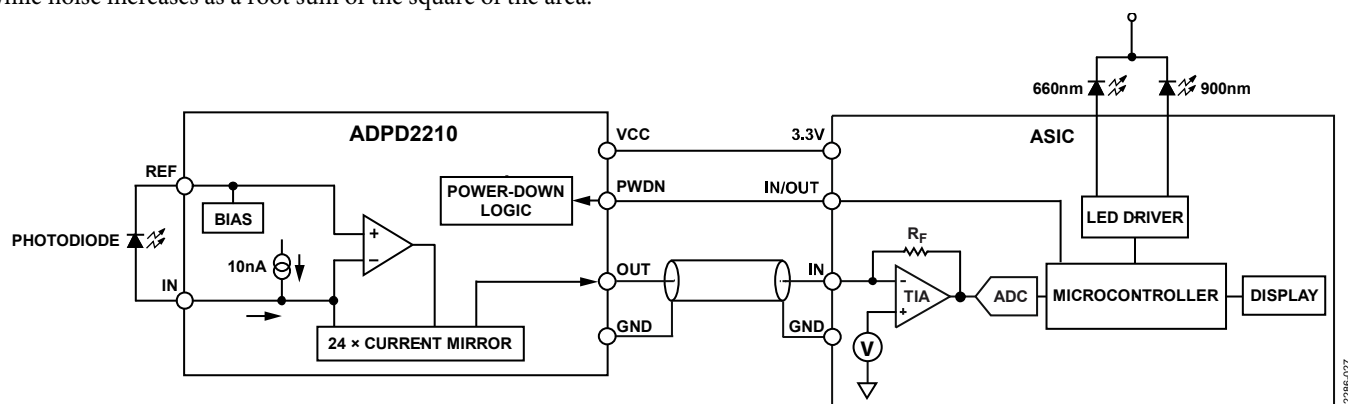 while noise increases as a root sum of the square of the area.
660nm
900nm
ADPD2210
ASIC
VCC
3.3V
REF
POWER-DOWN
LOGIC
PWDN
IN/OUT
BIAS
LED DRIVER
PHOTODIODE
+
−
10nA
RF
OUT
IN
−
TIA
+
ADC
MICROCONTROLLER
DISPLAY
IN
GND
GND
24 × CURRENT MIRROR
V